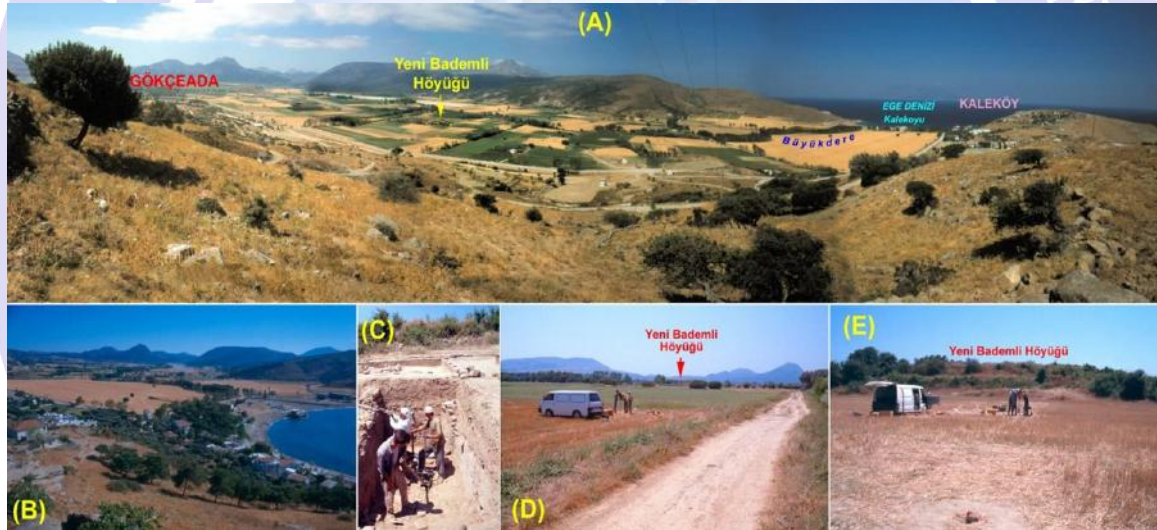 (A)
GÖKÇEADA
Yeni Bademli
Höyüğü
EGE DENİZİ
Kalekoyu
KALEKÖY
Büyükdere
(B)
(C)
(D)
Yeni Bademli
Höyüğü
(E)
Yeni Bademli Höyüğü